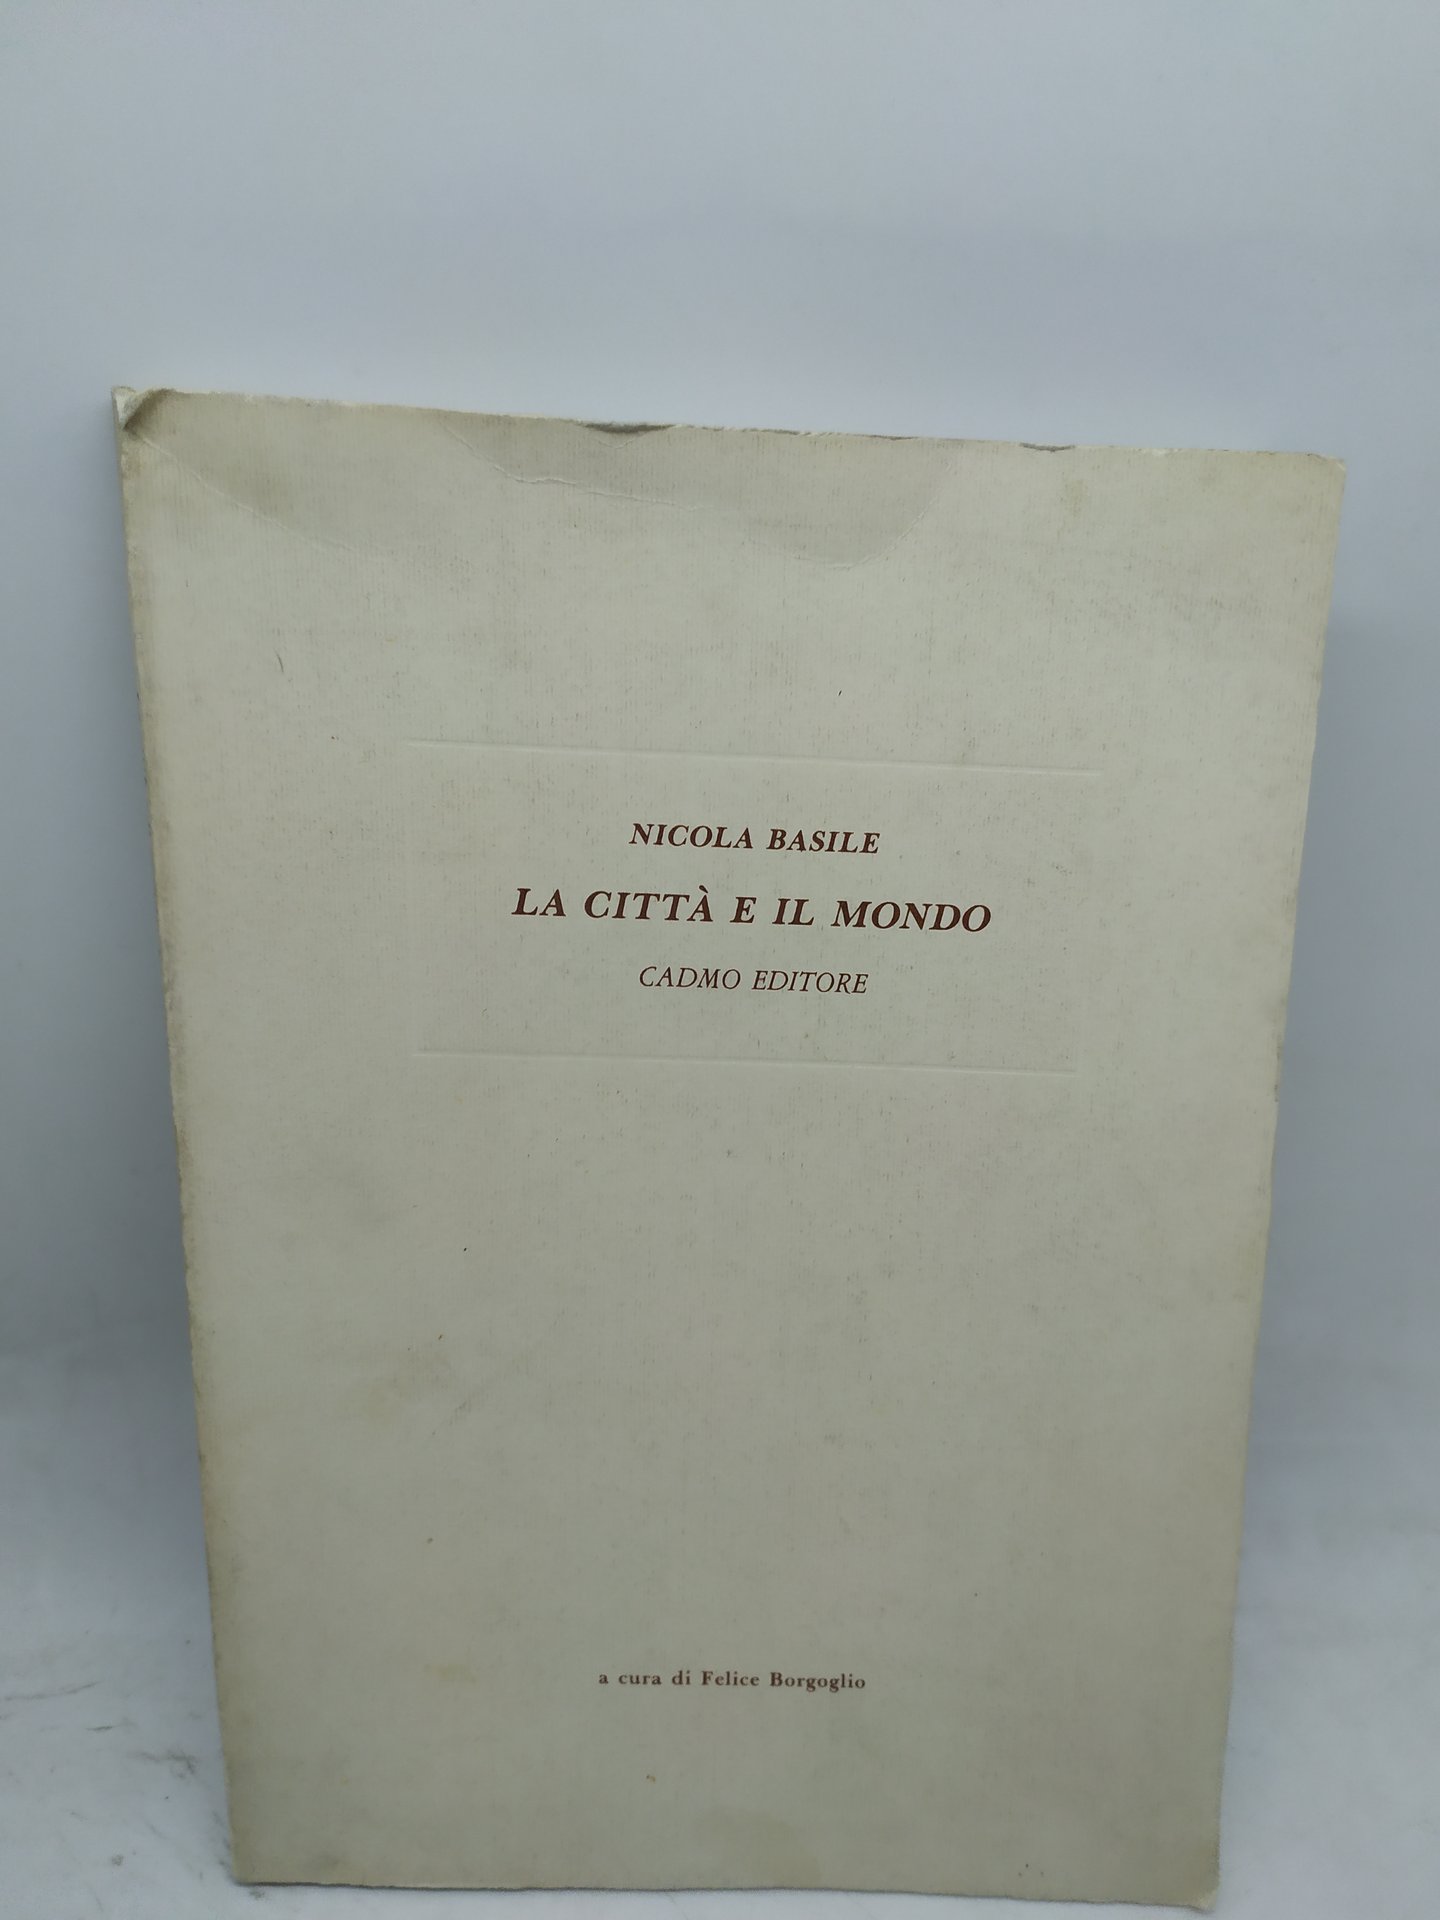 NICOLA BASILE
LA CITTÀ E IL MONDO
CADMO EDITORE
a cura di Felice Borgoglio